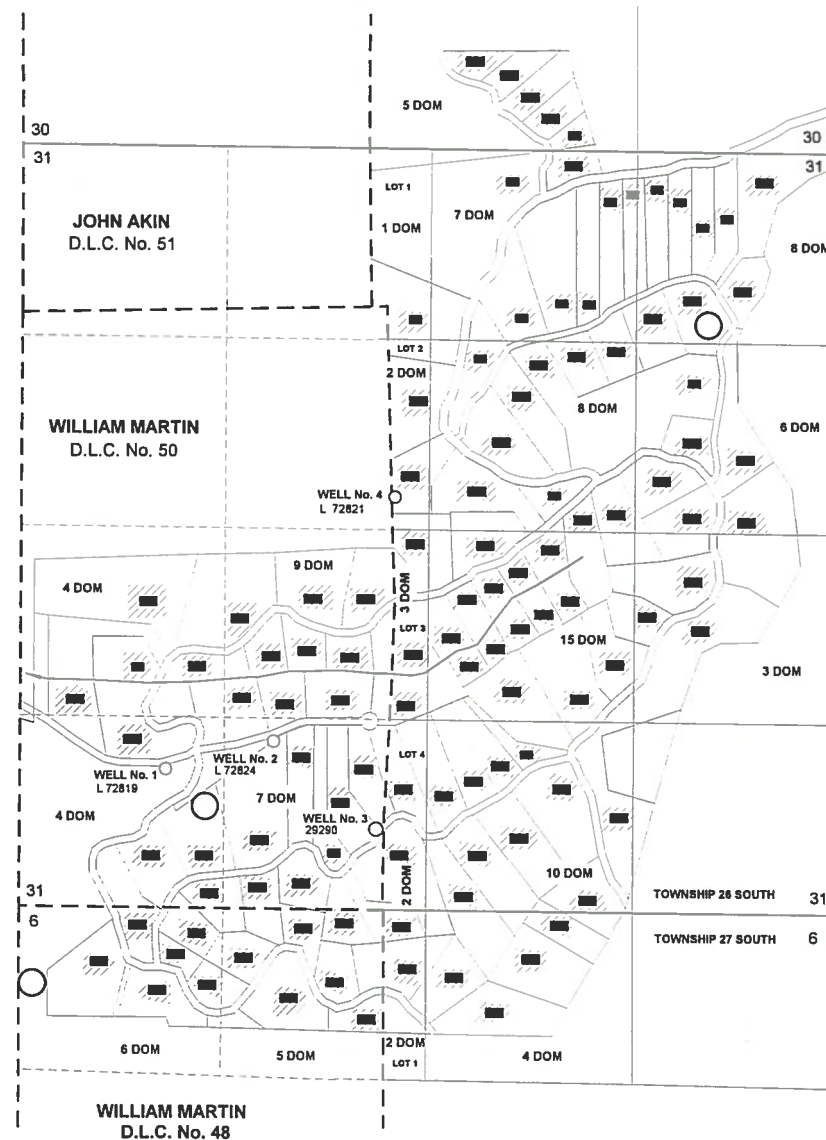 5 DOM
30
30
31
31
LOT 1
JOHN AKIN
D.L.C. No. 51
1 DOM
7 DOM
8 DOM
LOT 2
2 DOM
WILLIAM MARTIN
D.L.C. No. 50
8 DOM
6 DOM
WELL No. 4
L 72821
9 DOM
4 DOM
3 DOM
LOT 3
15 DOM
3 DOM
WELL No. 1
L 72819
WELL No. 2
L 72824
LOT 4
7 DOM
4 DOM
WELL No. 3
29290
2 DOM
10 DOM
31
TOWNSHIP 26 SOUTH
31
6
TOWNSHIP 27 SOUTH
6
6 DOM
5 DOM
2 DOM
LOT 1
4 DOM
WILLIAM MARTIN
D.L.C. No. 48